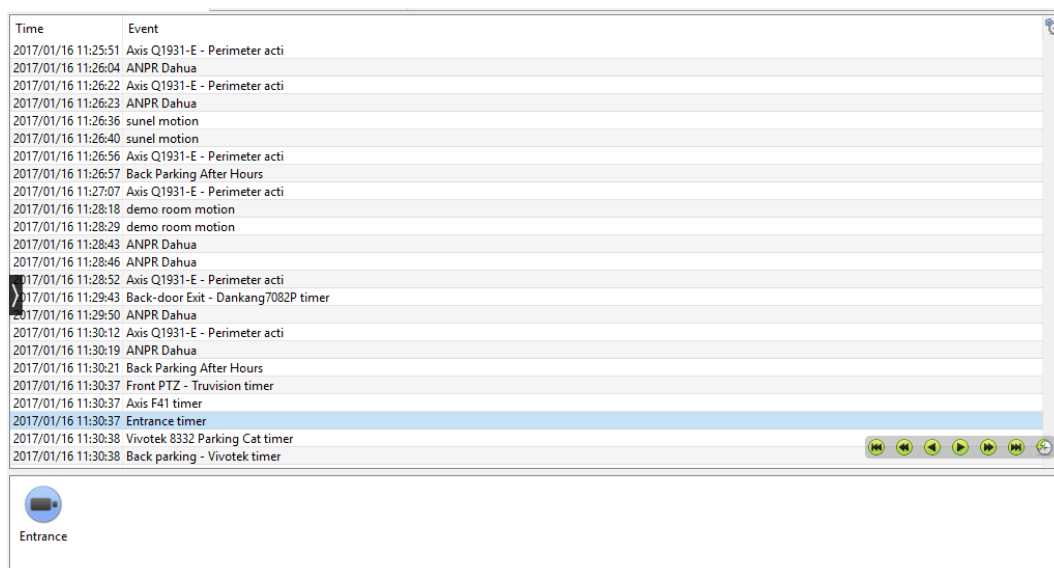 Time Event
2017/01/16 11:25:51 Axis Q1931-E - Perimeter acti
2017/01/16 11:26:04 ANPR Dahua
2017/01/16 11:26:22 Axis Q1931-E - Perimeter acti
2017/01/16 11:26:23 ANPR Dahua
2017/01/16 11:26:36 sunel motion
2017/01/16 11:26:40 sunel motion
2017/01/16 11:26:56 Axis Q1931-E - Perimeter acti
2017/01/16 11:26:57 Back Parking After Hours
2017/01/16 11:27:07 Axis Q1931-E - Perimeter acti
2017/01/16 11:28:18 demo room motion
2017/01/16 11:28:29 demo room motion
2017/01/16 11:28:43 ANPR Dahua
2017/01/16 11:28:46 ANPR Dahua
2017/01/16 11:28:52 Axis Q1931-E - Perimeter acti
2017/01/16 11:29:43 Back-door Exit - Dankang7082P timer
2017/01/16 11:29:50 ANPR Dahua
2017/01/16 11:30:12 Axis Q1931-E - Perimeter acti
2017/01/16 11:30:19 ANPR Dahua
2017/01/16 11:30:21 Back Parking After Hours
2017/01/16 11:30:37 Front PTZ - Truvision timer
2017/01/16 11:30:37 Axis F41 timer
2017/01/16 11:30:37 Entrance timer
2017/01/16 11:30:38 Vivotek 8332 Parking Cat timer
2017/01/16 11:30:38 Back parking - Vivotek timer
Entrance